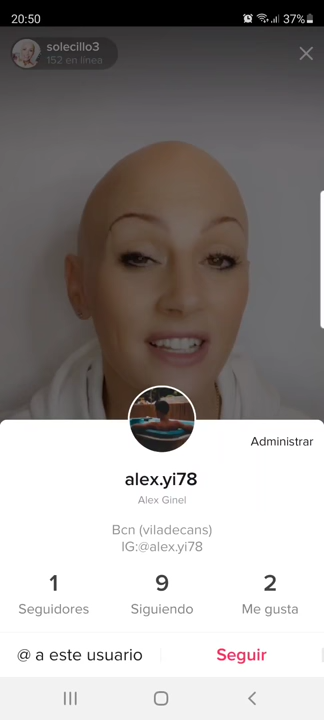 20:50
37%
solecillo3
152 en línea
Administrar
alex.yi78
Alex Ginel
Bcn (viladecans)
IG:@alex.yi78
1 9 2
Seguidores Siguiendo Me gusta
@ a este usuario Seguir